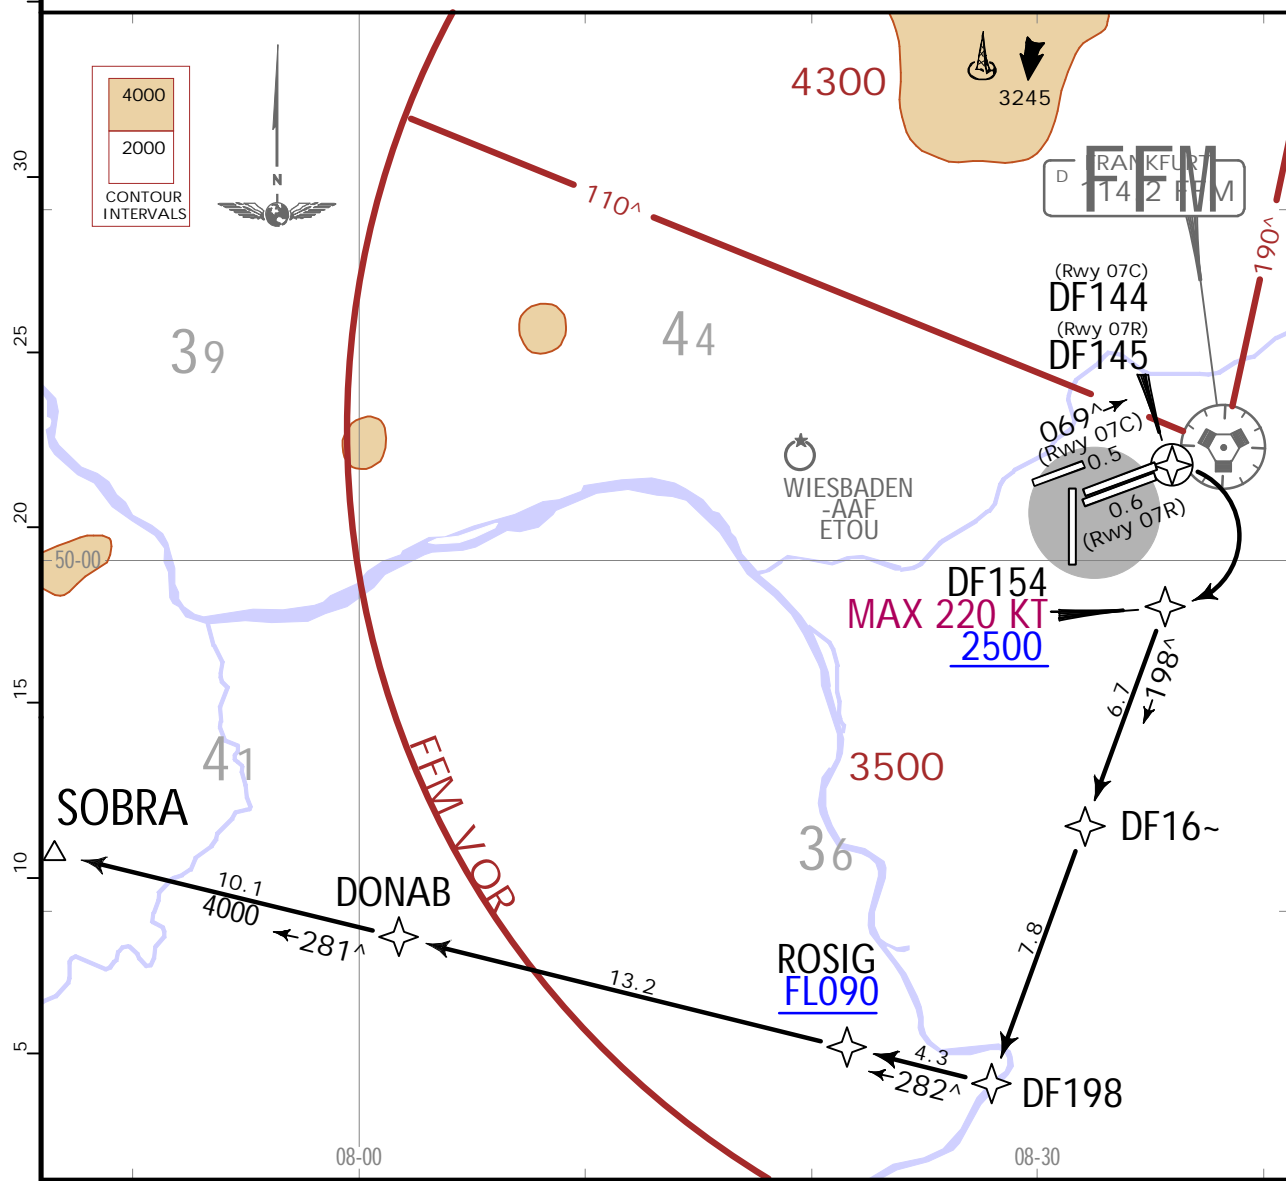 4000
2000
CONTOUR
INTERVALS
N
4300
3245
FRANKFURT
D 114.2 FFM
FFM
110^
190^
(Rwy 07C)
DF144
(Rwy 07R)
DF145
39
44
069^
(Rwy 07C)
0.5
0.6
(Rwy 07R)
WIESBADEN
-AAF
ETOU
50-00
DF154
MAX 220 KT
2500
6.7
198^
41
3500
FFM VOR
SOBRA
36
DF16~
10.1
4000
281^
DONAB
7.8
13.2
ROSIG
FL090
4.3
282^
DF198
08-00
08-30
30
25
20
15
10
5